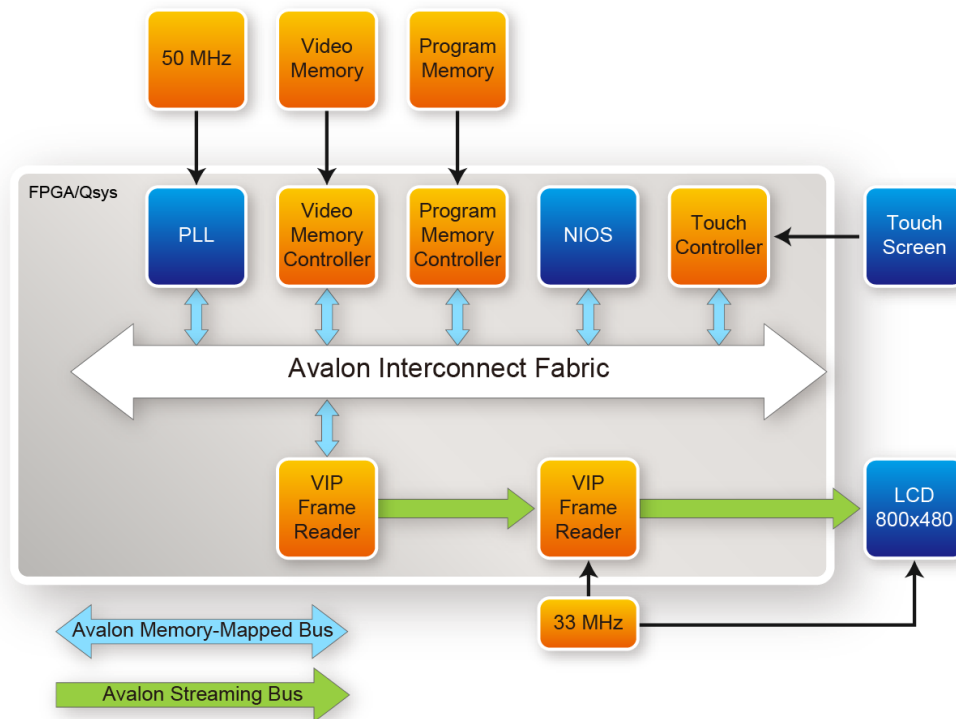 50 MHz
Video
Memory
Program
Memory
FPGA/Qsys
PLL
Video
Memory
Controller
Program
Memory
Controller
NIOS
Touch
Controller
Touch
Screen
Avalon Interconnect Fabric
VIP
Frame
Reader
VIP
Frame
Reader
LCD
800x480
33 MHz
Avalon Memory-Mapped Bus
Avalon Streaming Bus